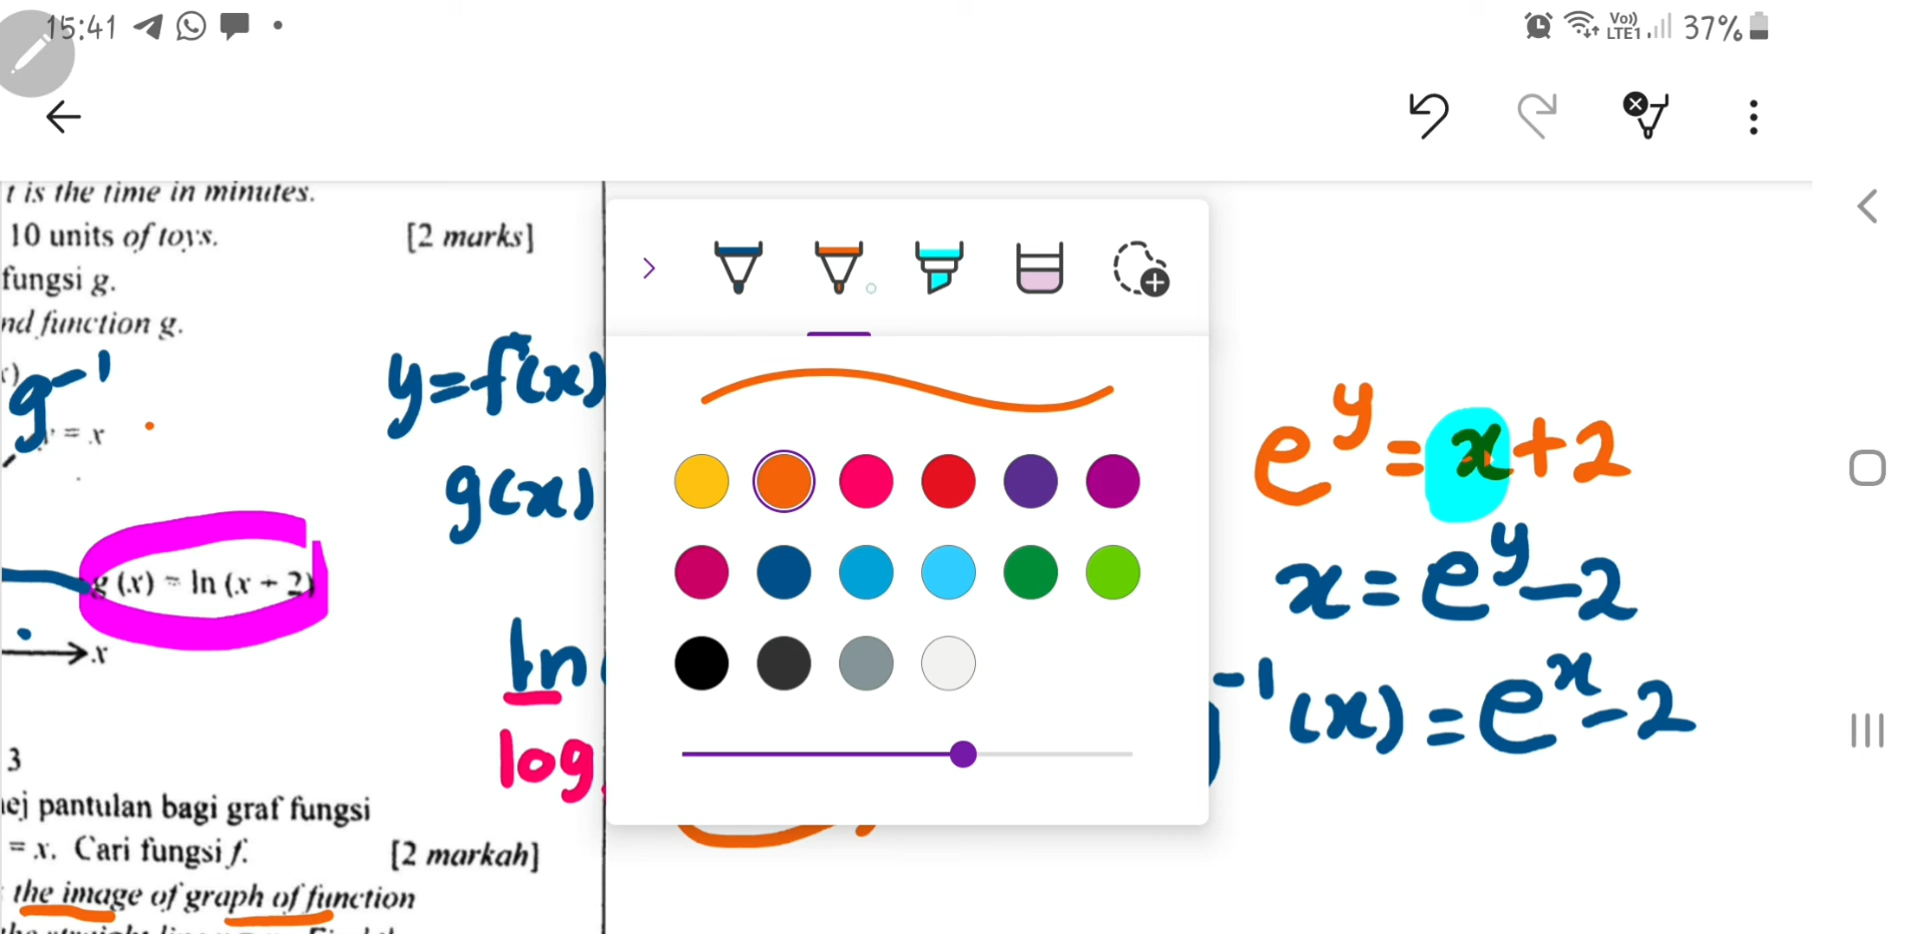 15:41
Vo)) LTE1 37%
t is the time in minutes.
10 units of toys. [2 marks]
fungsi g.
nd function g.
g⁻¹
= x
g(x) = ln (x + 2)
x
3
ej pantulan bagi graf fungsi
= x. Cari fungsi f. [2 markah]
the image of graph of function
y=f(x)
g(x)
ln
log
e^y = x+2
x = e^y - 2
⁻¹(x) = e^x - 2